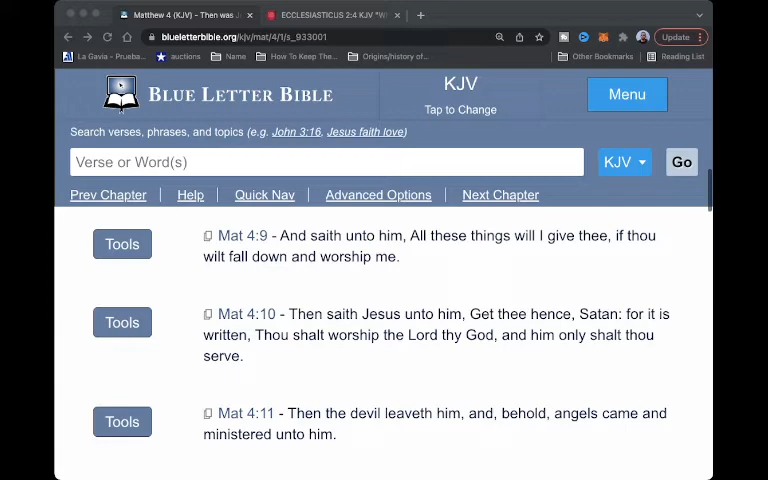 Matthew 4 (KJV) - Then was J
ECCLESIASTICUS 2:4 KJV "W
blueletterbible.org/kjv/mat/4/1/s_933001
Update
La Gavia - Prueba...
auctions
Name
How To Keep The...
Origins/history of...
Other Bookmarks
Reading List
BLUE LETTER BIBLE
KJV
Tap to Change
Menu
Search verses, phrases, and topics (e.g. John 3:16, Jesus faith love)
Verse or Word(s)
KJV
Go
Prev Chapter
Help
Quick Nav
Advanced Options
Next Chapter
Tools
Mat 4:9 - And saith unto him, All these things will I give thee, if thou
wilt fall down and worship me.
Tools
Mat 4:10 - Then saith Jesus unto him, Get thee hence, Satan: for it is
written, Thou shalt worship the Lord thy God, and him only shalt thou
serve.
Tools
Mat 4:11 - Then the devil leaveth him, and, behold, angels came and
ministered unto him.